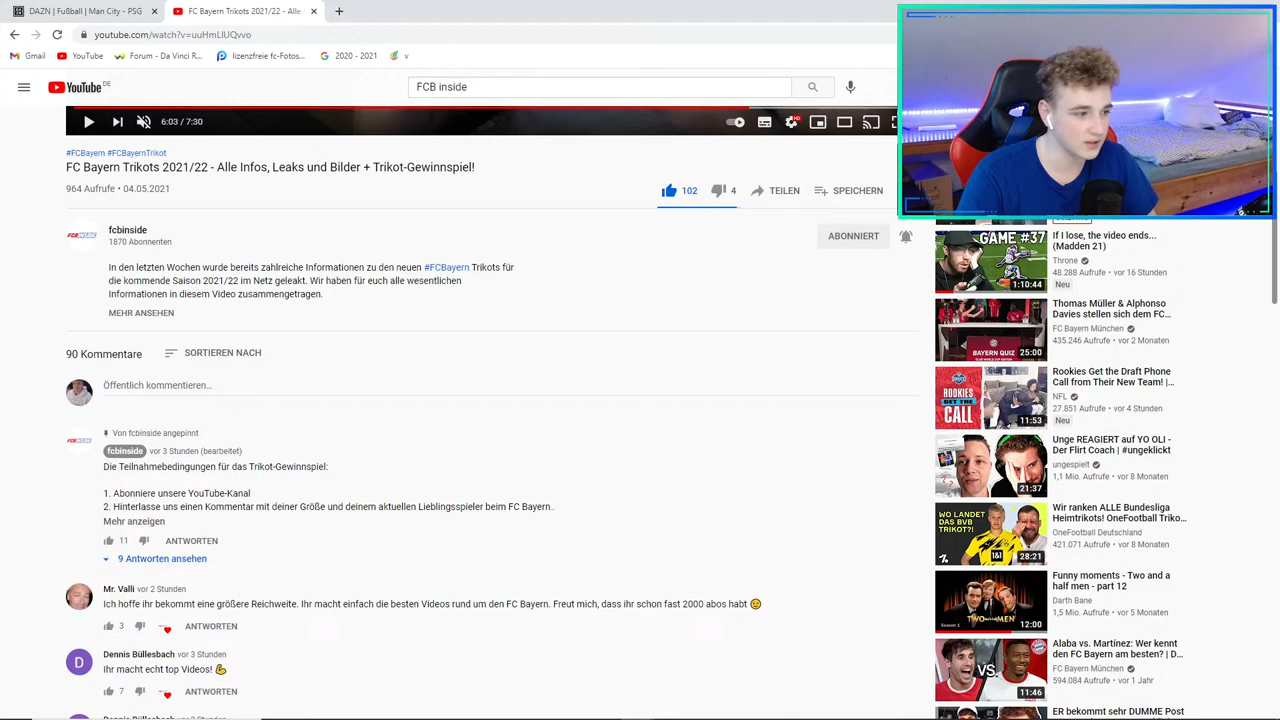 DAZN | Fußball | Man City - PSG
FC Bayern Trikots 2021/22 - Alle
youtube.com/watch?v=uuHmLIUQvvo
Gmail
YouTube
Forum - Da Vinci R...
lizenzfreie fc-Fotos...
2020 - 2021
v
YouTube DE
FCB inside
6:03 / 7:30
HD
#FCBayern #FCBayernTrikot
FC Bayern Trikots 2021/22 - Alle Infos, Leaks und Bilder + Trikot-Gewinnspiel!
964 Aufrufe • 04.05.2021
102
4
TEILEN
SPEICHERN
fcbinside
1870 Abonnenten
ABONNIERT
In den letzten Wochen wurde bereits zahlreiche Informationen zu den neuen #FCBayern Trikots für
die kommende Saison 2021/22 im Netz geleakt. Wir haben für euch alle wesentlichen
Informationen in diesem Video zusammengetragen.
MEHR ANSEHEN
90 Kommentare
SORTIEREN NACH
Öffentlich kommentieren...
Von fcbinside angepinnt
fcbinside vor 3 Stunden (bearbeitet)
Die Teilnahmebedingungen für das Trikot-Gewinnspiel:
1. Abonniere unsere YouTube-Kanal
2. Hinterlasse uns einen Kommentar mit deiner Größe und deinem aktuellen Lieblingsspieler beim FC Bayern..
Mehr anzeigen
11
ANTWORTEN
9 Antworten ansehen
Mr. Valli vor 2 Stunden
Ich hoffe ihr bekommt eine größere Reichweite. Ihr macht einfach die besten Videos rund um den FC Bayern. Freut mich, dass ihr schon fast 2000 abos habt
3
ANTWORTEN
D
Dennis Büllesbach vor 3 Stunden
Ihr macht echt top Videos!
7
ANTWORTEN
GAME #37
1:10:44
If I lose, the video ends...
(Madden 21)
Throne
48.288 Aufrufe • vor 16 Stunden
Neu
BAYERN QUIZ
25:00
Thomas Müller & Alphonso
Davies stellen sich dem FC...
FC Bayern München
435.246 Aufrufe • vor 2 Monaten
ROOKIES
GET THE
CALL
11:53
Rookies Get the Draft Phone
Call from Their New Team! |...
NFL
27.851 Aufrufe • vor 4 Stunden
Neu
21:37
Unge REAGIERT auf YO OLI -
Der Flirt Coach | #ungeklickt
ungespielt
1,1 Mio. Aufrufe • vor 8 Monaten
WO LANDET
DAS BVB
TRIKOT?!
1&1
28:21
Wir ranken ALLE Bundesliga
Heimtrikots! OneFootball Triko...
OneFootball Deutschland
421.071 Aufrufe • vor 8 Monaten
TWO MEN
Season 1
12:00
Funny moments - Two and a
half men - part 12
Darth Bane
1,5 Mio. Aufrufe • vor 5 Monaten
VS.
11:46
Alaba vs. Martínez: Wer kennt
den FC Bayern am besten? | D...
FC Bayern München
594.084 Aufrufe • vor 1 Jahr
ER bekommt sehr DUMME Post